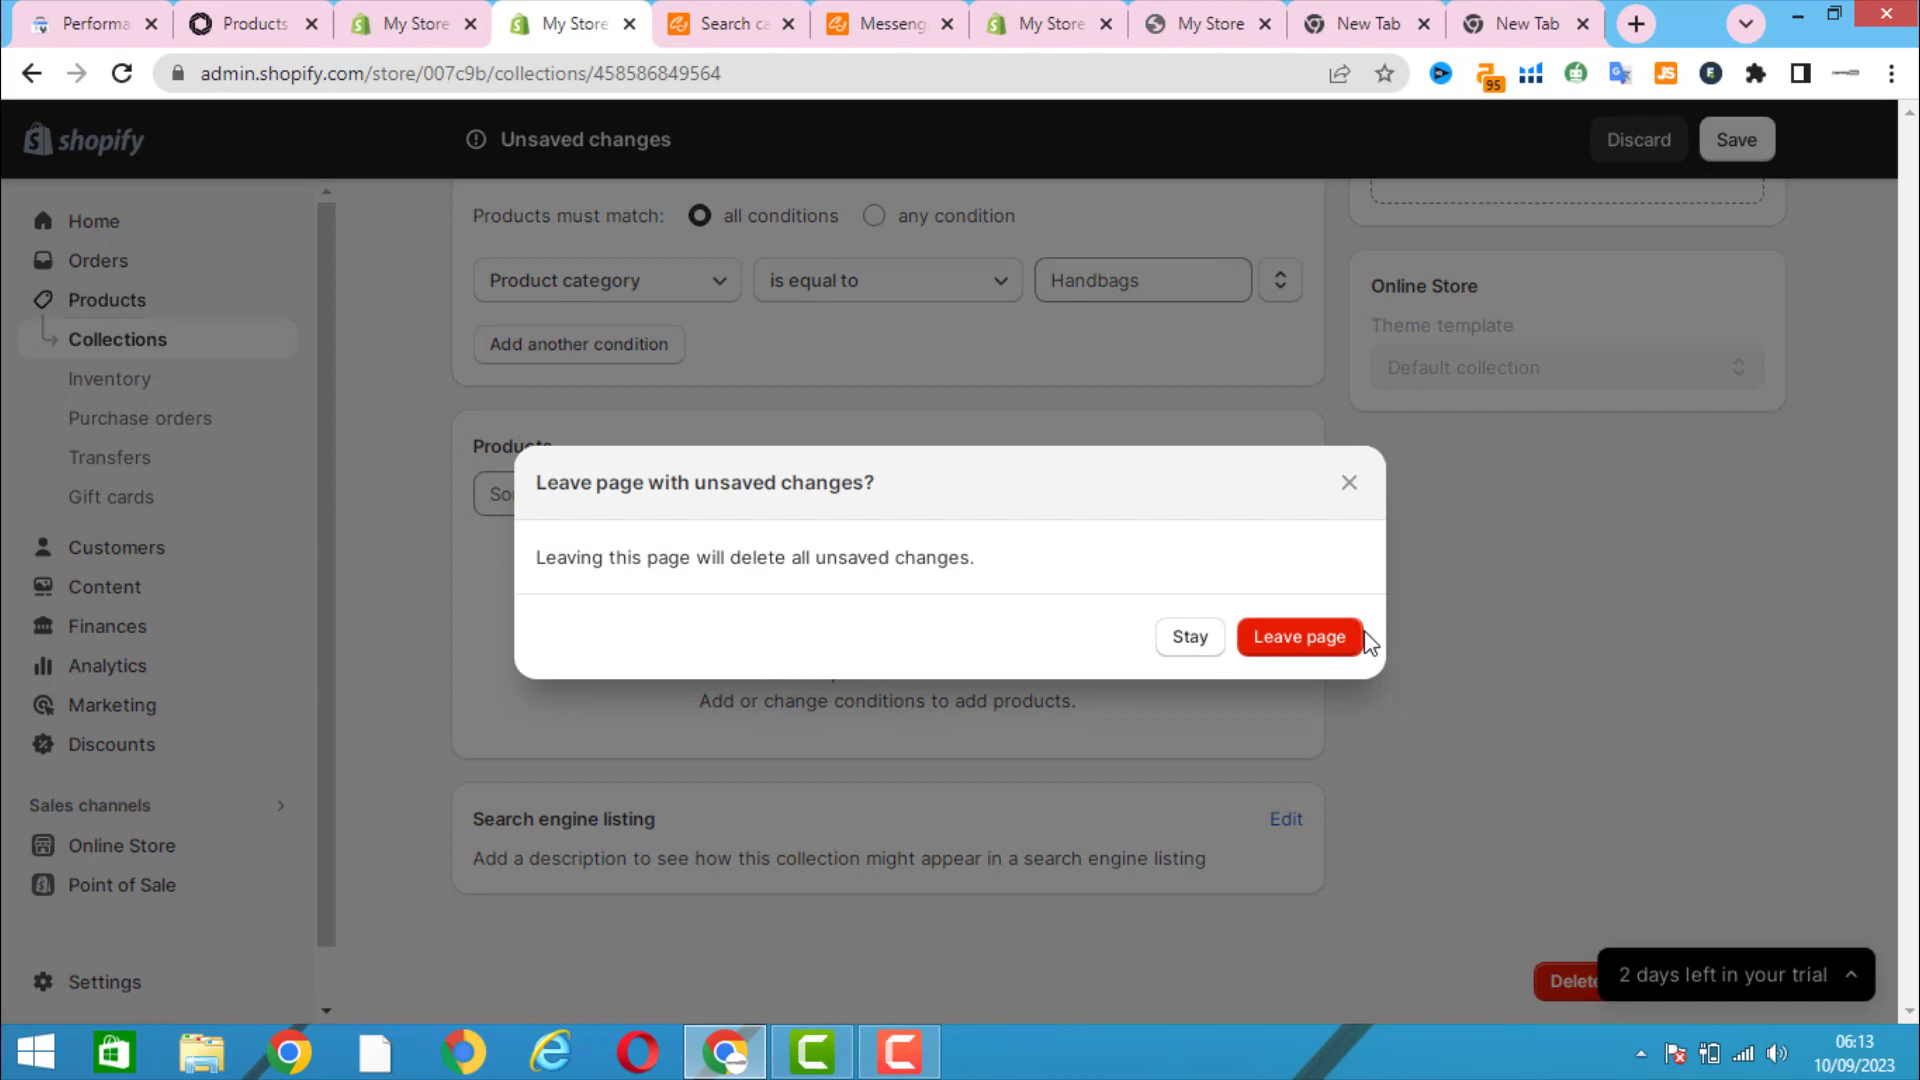 Performa
Products
My Store
My Store
Search ca
Messeng
My Store
My Store
New Tab
New Tab
admin.shopify.com/store/007c9b/collections/458586849564
95
JS
shopify
Unsaved changes
Discard
Save
Home
Orders
Products
Collections
Inventory
Purchase orders
Transfers
Gift cards
Customers
Content
Finances
Analytics
Marketing
Discounts
Sales channels
Online Store
Point of Sale
Settings
Products must match:
all conditions
any condition
Product category
is equal to
Handbags
Add another condition
Online Store
Theme template
Default collection
Products
So
Leave page with unsaved changes?
Leaving this page will delete all unsaved changes.
Stay
Leave page
Add or change conditions to add products.
Search engine listing
Edit
Add a description to see how this collection might appear in a search engine listing
Delete
2 days left in your trial
06:13
10/09/2023